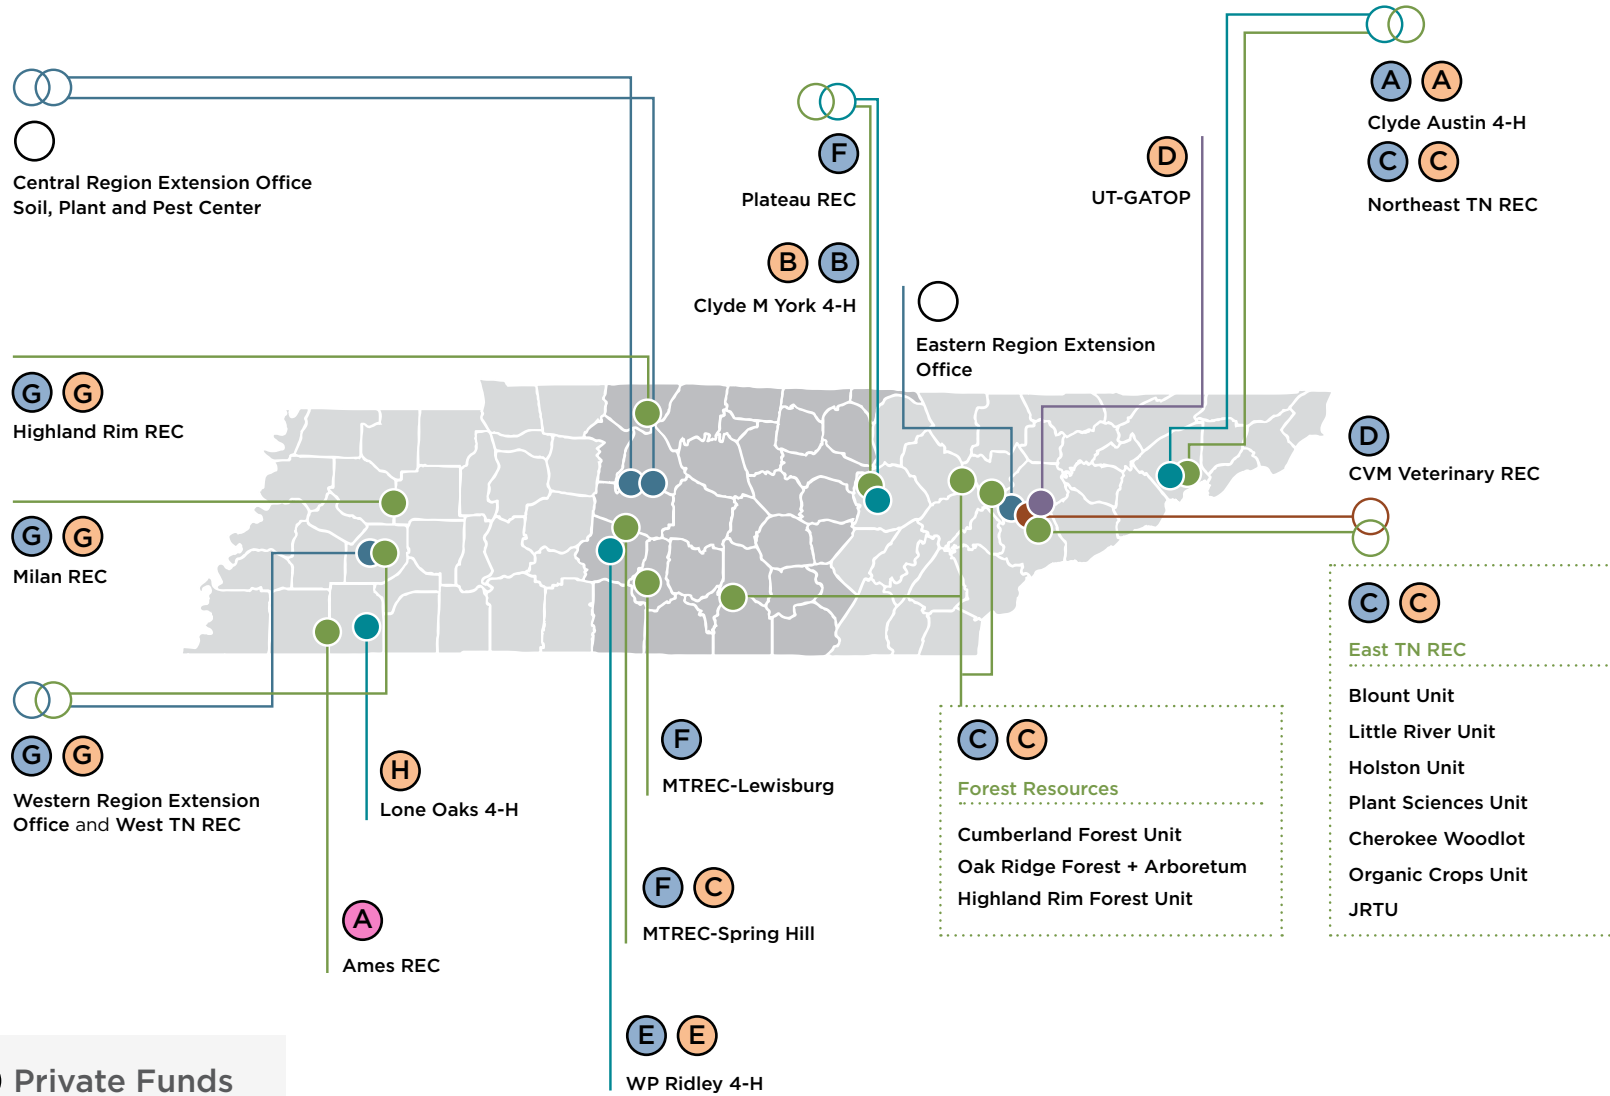 Central Region Extension Office
Soil, Plant and Pest Center
F
Plateau REC
B B
Clyde M York 4-H
D
UT-GATOP
A A
Clyde Austin 4-H
C C
Northeast TN REC
Eastern Region Extension
Office
G G
Highland Rim REC
G G
Milan REC
D
CVM Veterinary REC
C C
East TN REC
Blount Unit
Little River Unit
Holston Unit
Plant Sciences Unit
Cherokee Woodlot
Organic Crops Unit
JRTU
G G
Western Region Extension
Office and West TN REC
H
Lone Oaks 4-H
A
Ames REC
F
MTREC-Lewisburg
F C
MTREC-Spring Hill
E E
WP Ridley 4-H
C C
Forest Resources
Cumberland Forest Unit
Oak Ridge Forest + Arboretum
Highland Rim Forest Unit
Private Funds